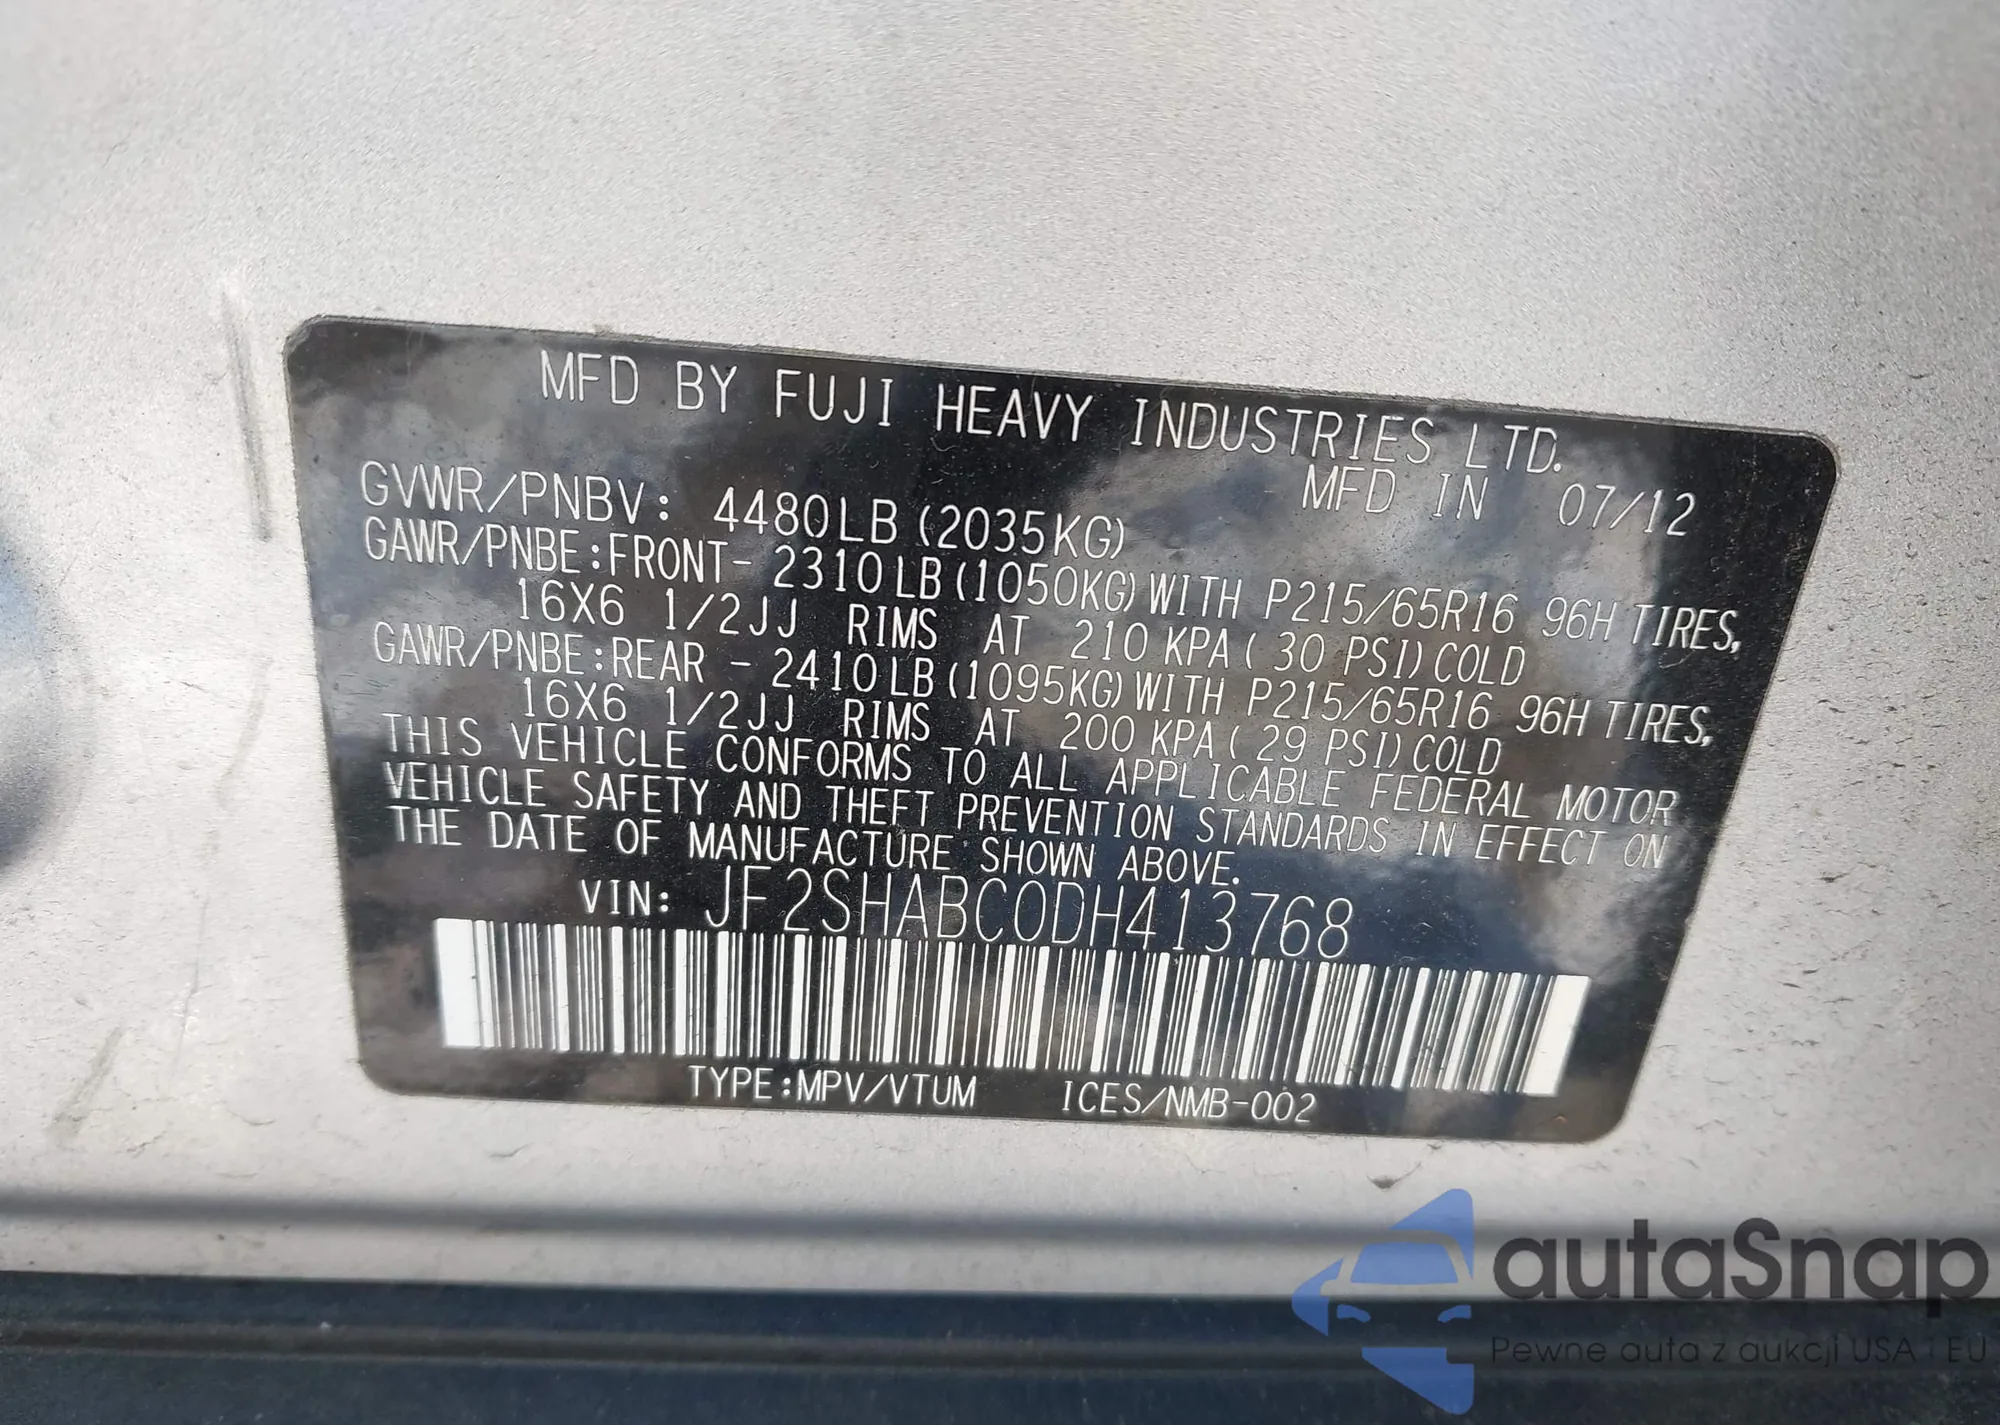 MFD BY FUJI HEAVY INDUSTRIES LTD.
MFD IN 07/12
GVWR/PNBV: 4480LB (2035KG)
GAWR/PNBE:FRONT- 2310LB(1050KG)WITH P215/65R16 96H TIRES,
16X6 1/2JJ RIMS AT 210 KPA( 30 PSI)COLD
GAWR/PNBE:REAR - 2410LB(1095KG)WITH P215/65R16 96H TIRES,
16X6 1/2JJ RIMS AT 200 KPA( 29 PSI)COLD
THIS VEHICLE CONFORMS TO ALL APPLICABLE FEDERAL MOTOR
VEHICLE SAFETY AND THEFT PREVENTION STANDARDS IN EFFECT ON
THE DATE OF MANUFACTURE SHOWN ABOVE.
VIN: JF2SHABC0DH413768
TYPE:MPV/VTUM ICES/NMB-002
autaSnap
Pewne auta z aukcji USA i EU